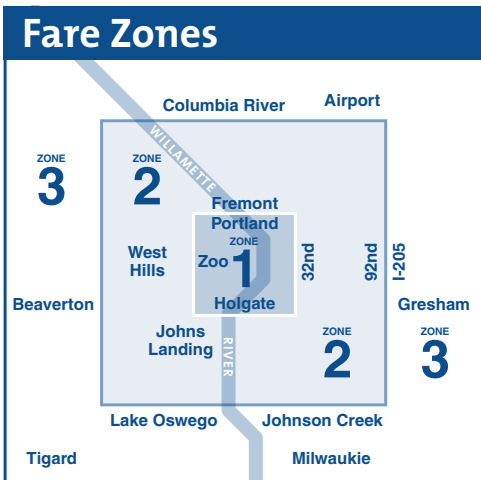 Fare Zones
Columbia River
Airport
WILLAMETTE
ZONE
3
ZONE
2
Fremont
Portland
ZONE
1
Zoo
West
Hills
32nd
92nd
I-205
Beaverton
Holgate
Gresham
Johns
Landing
RIVER
ZONE
2
ZONE
3
Lake Oswego
Johnson Creek
Tigard
Milwaukie